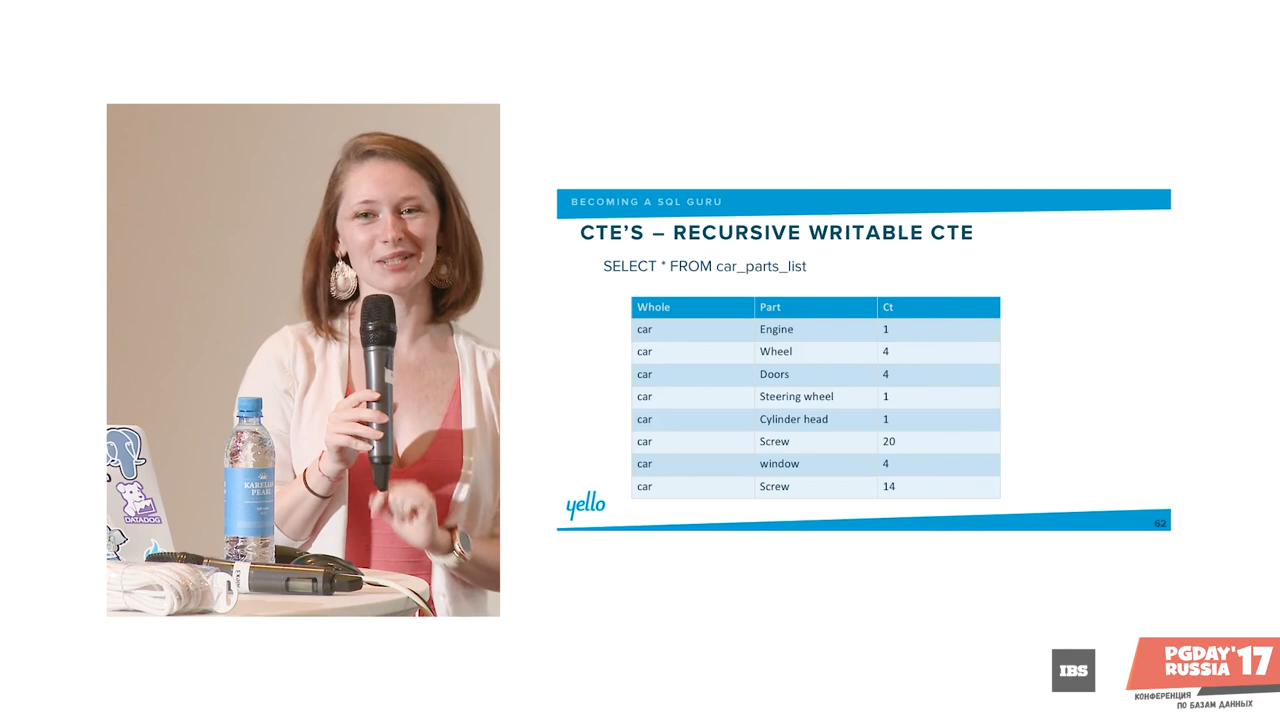 BECOMING A SQL GURU
CTE’S – RECURSIVE WRITABLE CTE
SELECT * FROM car_parts_list
Whole Part Ct
car Engine 1
car Wheel 4
car Doors 4
car Steering wheel 1
car Cylinder head 1
car Screw 20
car window 4
car Screw 14
yello
62
DATADOG
KARELIA
PEARL
IBS
PGDAY'17
RUSSIA
КОНФЕРЕНЦИЯ
ПО БАЗАМ ДАННЫХ